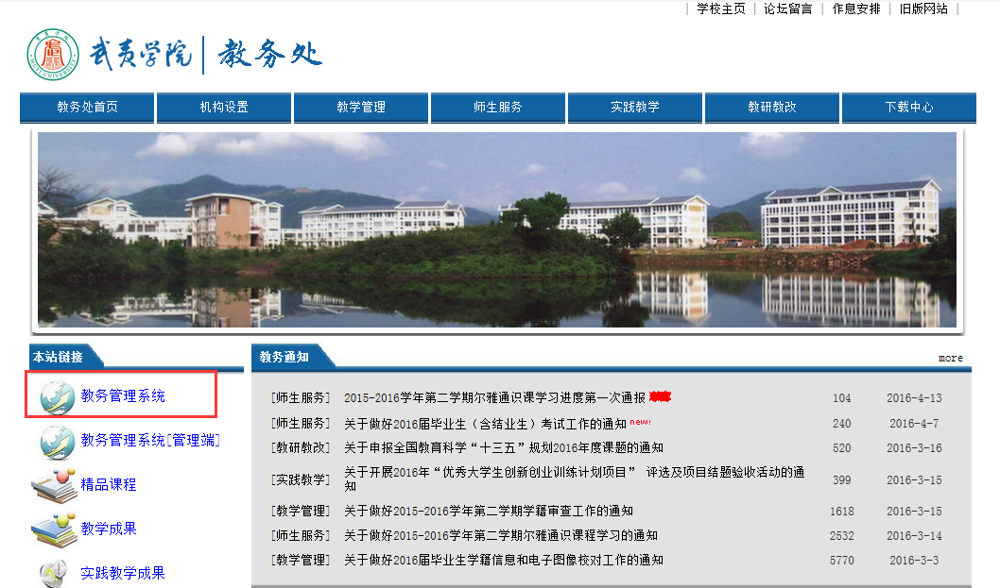 学校主页 论坛留言 作息安排 旧版网站
武夷学院 教务处
WUYI UNIVERSITY
教务处首页 机构设置 教学管理 师生服务 实践教学 教研教改 下载中心
本站链接
教务管理系统
教务管理系统[管理端]
精品课程
教学成果
实践教学成果
教务通知 more
[师生服务] 2015-2016学年第二学期尔雅通识课学习进度第一次通报 104 2016-4-13
[师生服务] 关于做好2016届毕业生（含结业生）考试工作的通知 new! 240 2016-4-7
[教研教改] 关于申报全国教育科学“十三五”规划2016年度课题的通知 520 2016-3-16
[实践教学] 关于开展2016年“优秀大学生创新创业训练计划项目” 评选及项目结题验收活动的通
知 399 2016-3-15
[教学管理] 关于做好2015-2016学年第二学期学籍审查工作的通知 1618 2016-3-15
[师生服务] 关于做好2015-2016学年第二学期尔雅通识课程学习的通知 2532 2016-3-14
[教学管理] 关于做好2016届毕业生学籍信息和电子图像校对工作的通知 5770 2016-3-3